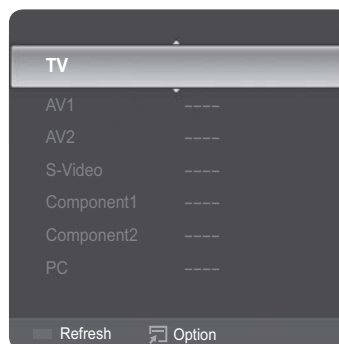 TV
AV1 ----
AV2 ----
S-Video ----
Component1 ----
Component2 ----
PC ----
Refresh Option